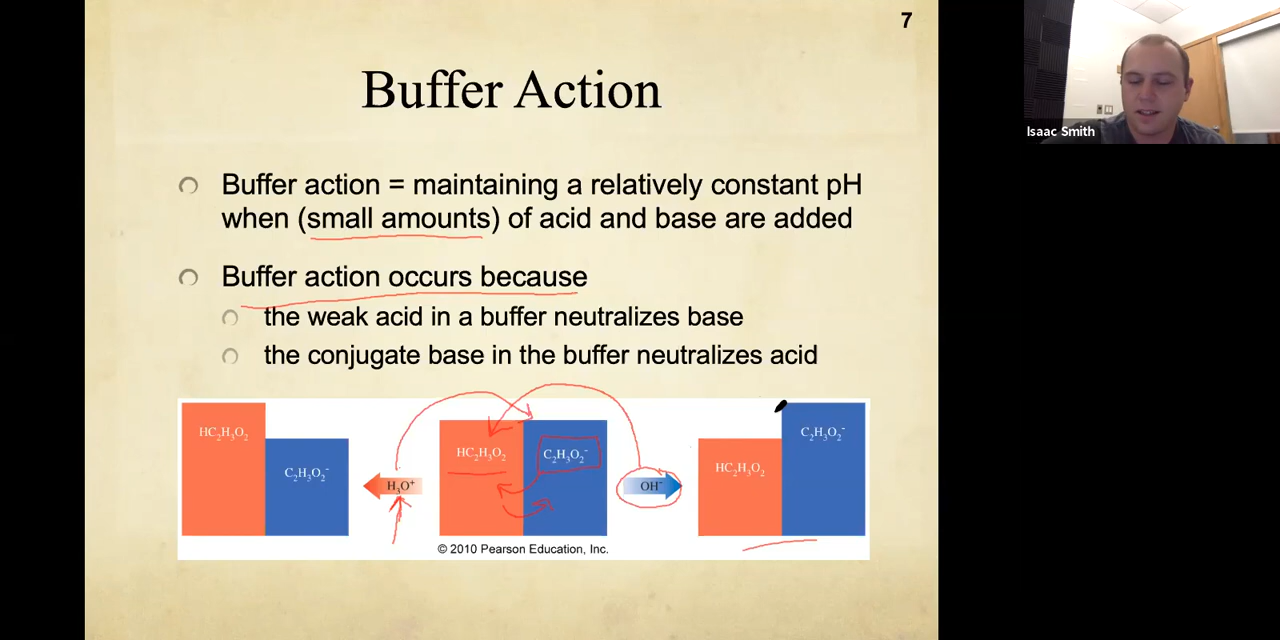 7
Isaac Smith
Buffer Action
Buffer action = maintaining a relatively constant pH
when (small amounts) of acid and base are added
Buffer action occurs because
the weak acid in a buffer neutralizes base
the conjugate base in the buffer neutralizes acid
HC₂H₃O₂
C₂H₃O₂⁻
H₃O⁺
HC₂H₃O₂
C₂H₃O₂⁻
OH⁻
HC₂H₃O₂
C₂H₃O₂⁻
© 2010 Pearson Education, Inc.